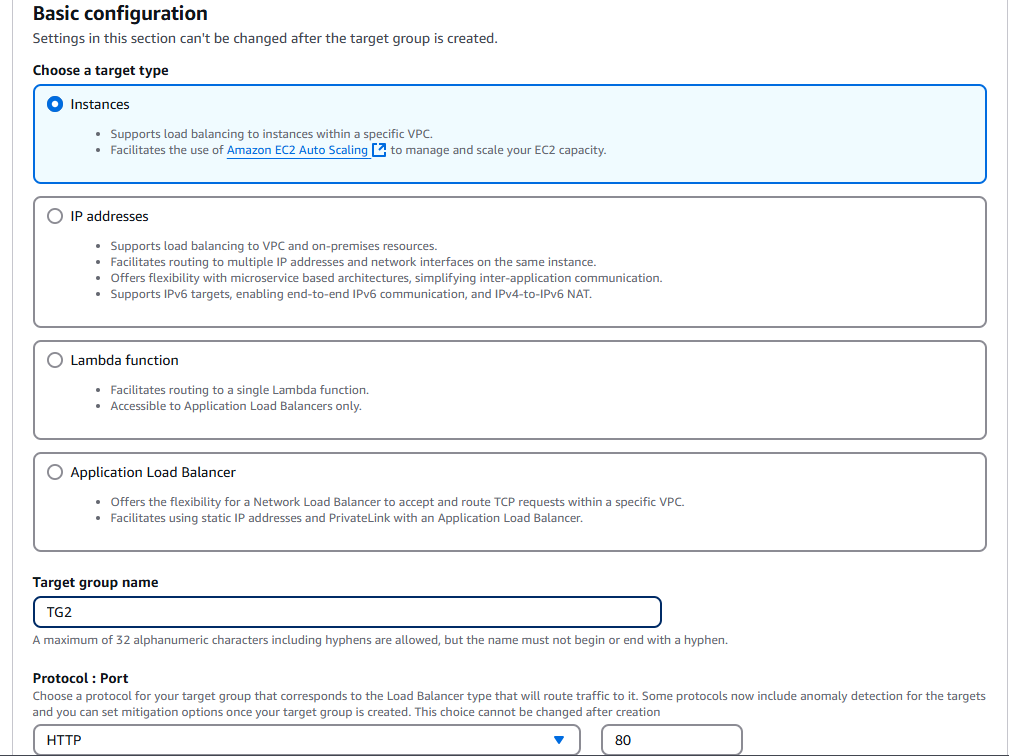 Basic configuration
Settings in this section can't be changed after the target group is created.
Choose a target type
Instances
• Supports load balancing to instances within a specific VPC.
• Facilitates the use of Amazon EC2 Auto Scaling to manage and scale your EC2 capacity.
IP addresses
• Supports load balancing to VPC and on-premises resources.
• Facilitates routing to multiple IP addresses and network interfaces on the same instance.
• Offers flexibility with microservice based architectures, simplifying inter-application communication.
• Supports IPv6 targets, enabling end-to-end IPv6 communication, and IPv4-to-IPv6 NAT.
Lambda function
• Facilitates routing to a single Lambda function.
• Accessible to Application Load Balancers only.
Application Load Balancer
• Offers the flexibility for a Network Load Balancer to accept and route TCP requests within a specific VPC.
• Facilitates using static IP addresses and PrivateLink with an Application Load Balancer.
Target group name
TG2
A maximum of 32 alphanumeric characters including hyphens are allowed, but the name must not begin or end with a hyphen.
Protocol : Port
Choose a protocol for your target group that corresponds to the Load Balancer type that will route traffic to it. Some protocols now include anomaly detection for the targets
and you can set mitigation options once your target group is created. This choice cannot be changed after creation
HTTP 80